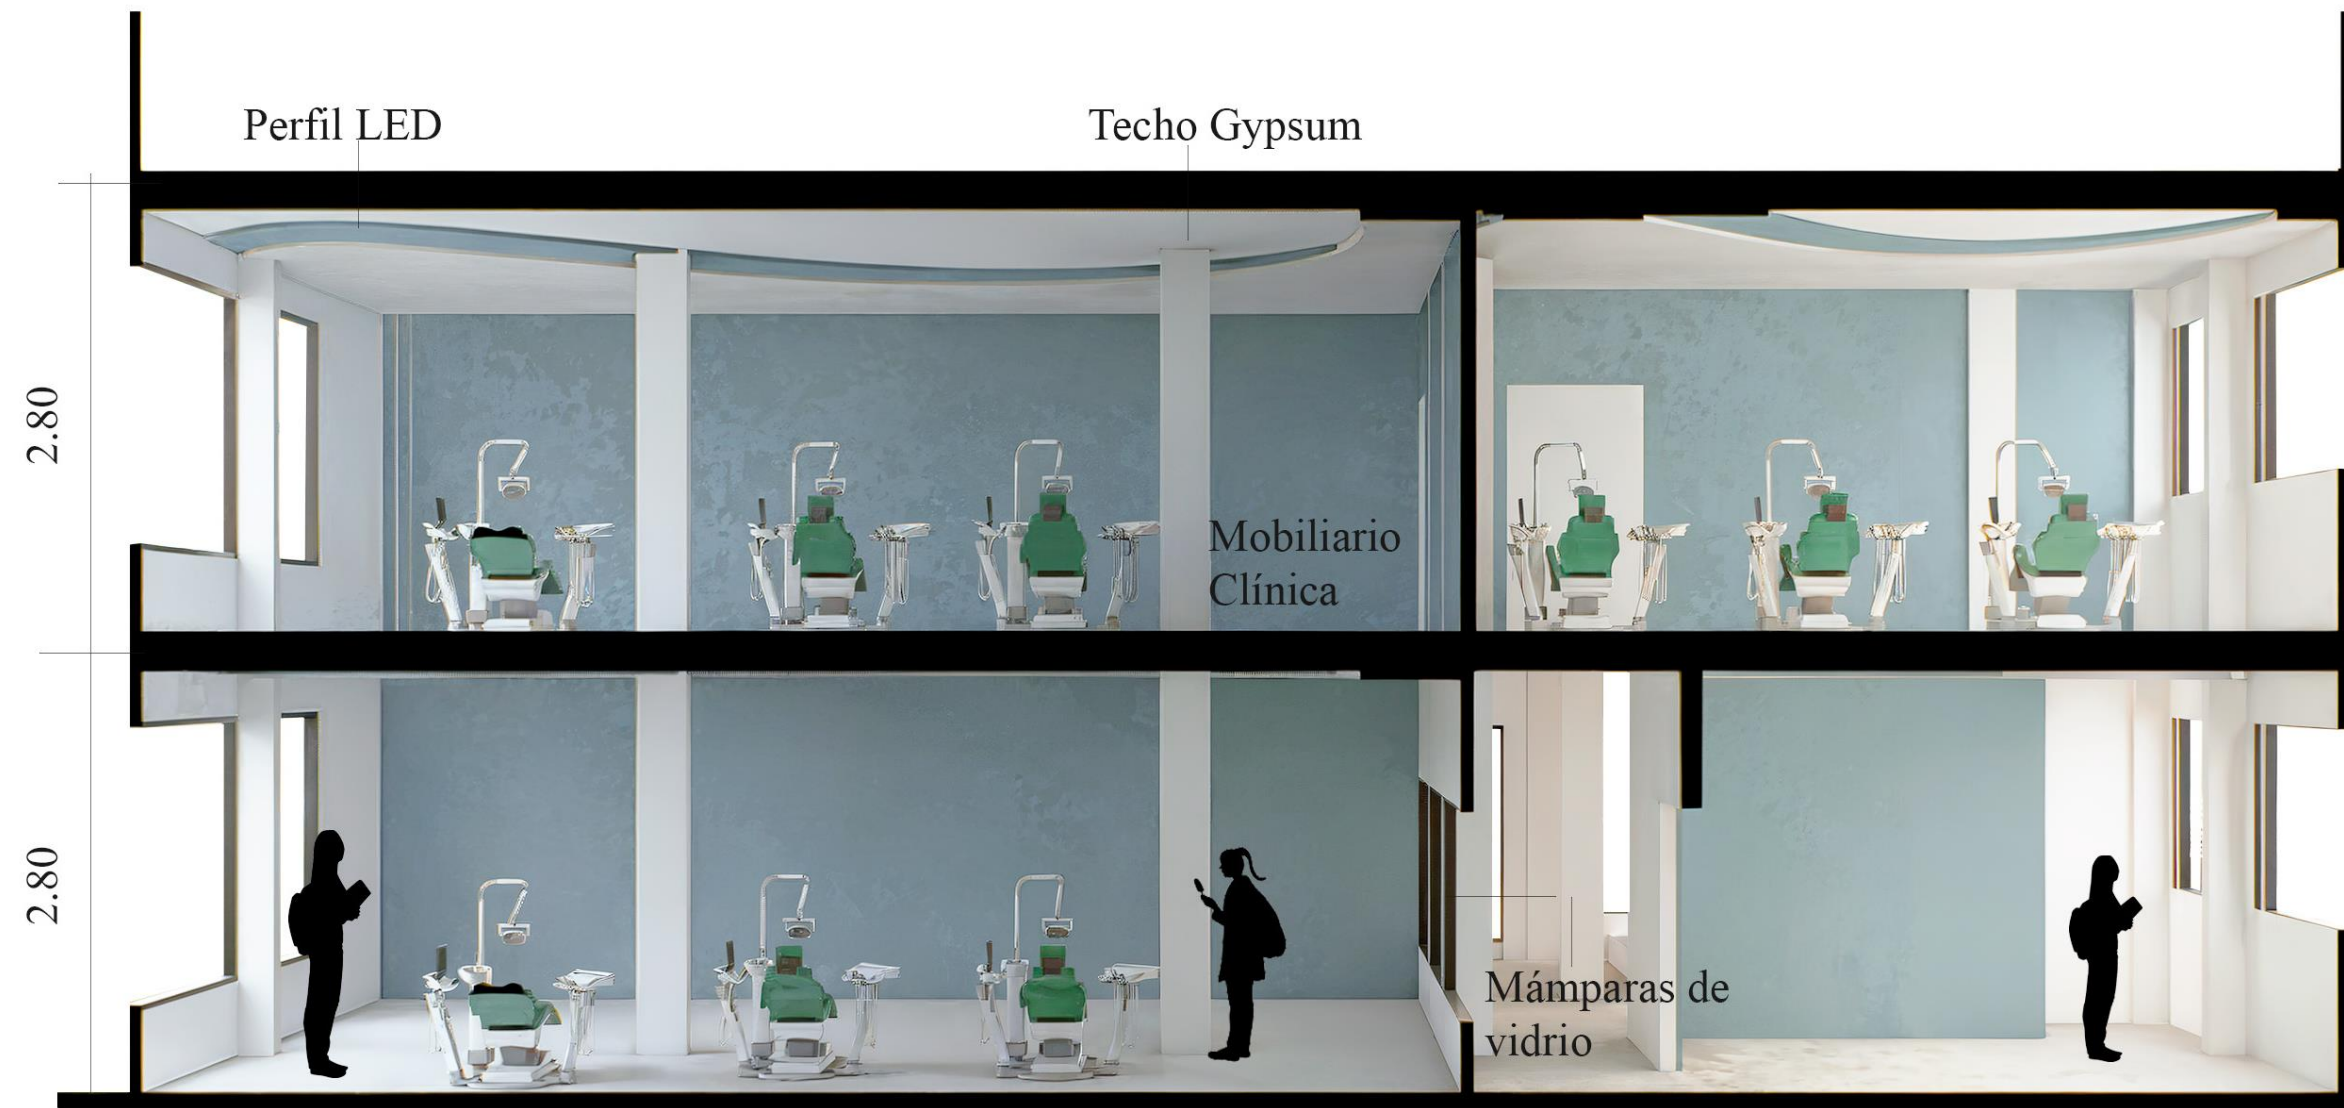 Perfil LED
Techo Gypsum
2.80
Mobiliario
Clínica
2.80
Mámparas de
vidrio